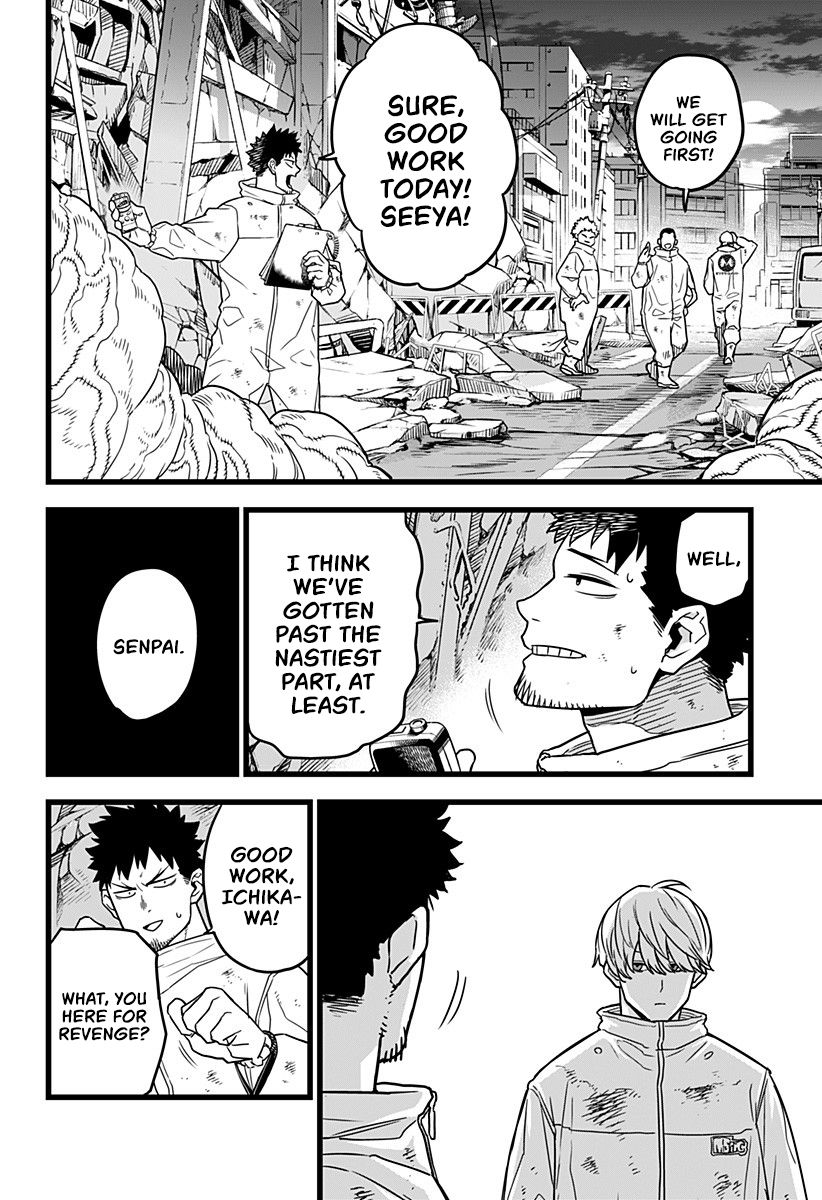 WE
WILL GET
GOING
FIRST!
SURE,
GOOD
WORK
TODAY!
SEEYA!
WELL,
I THINK
WE'VE
GOTTEN
PAST THE
NASTIEST
PART, AT
LEAST.
SENPAI.
GOOD
WORK,
ICHIKA-
WA!
WHAT, YOU
HERE FOR
REVENGE?